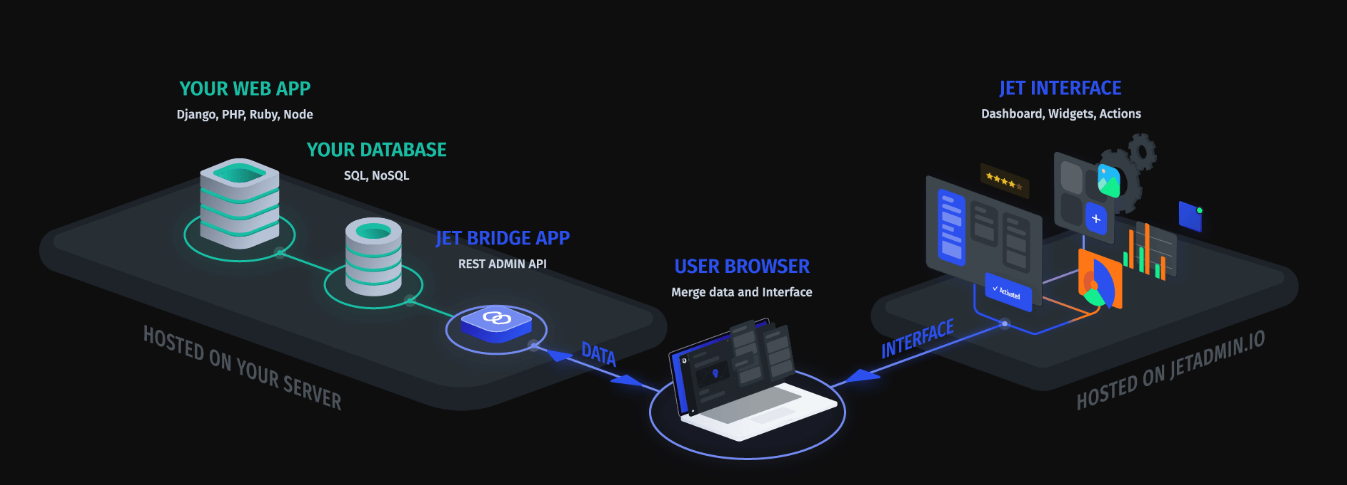 YOUR WEB APP
Django, PHP, Ruby, Node
YOUR DATABASE
SQL, NoSQL
JET BRIDGE APP
REST ADMIN API
HOSTED ON YOUR SERVER
DATA
USER BROWSER
Merge data and Interface
INTERFACE
JET INTERFACE
Dashboard, Widgets, Actions
Activated
HOSTED ON JETADMIN.IO